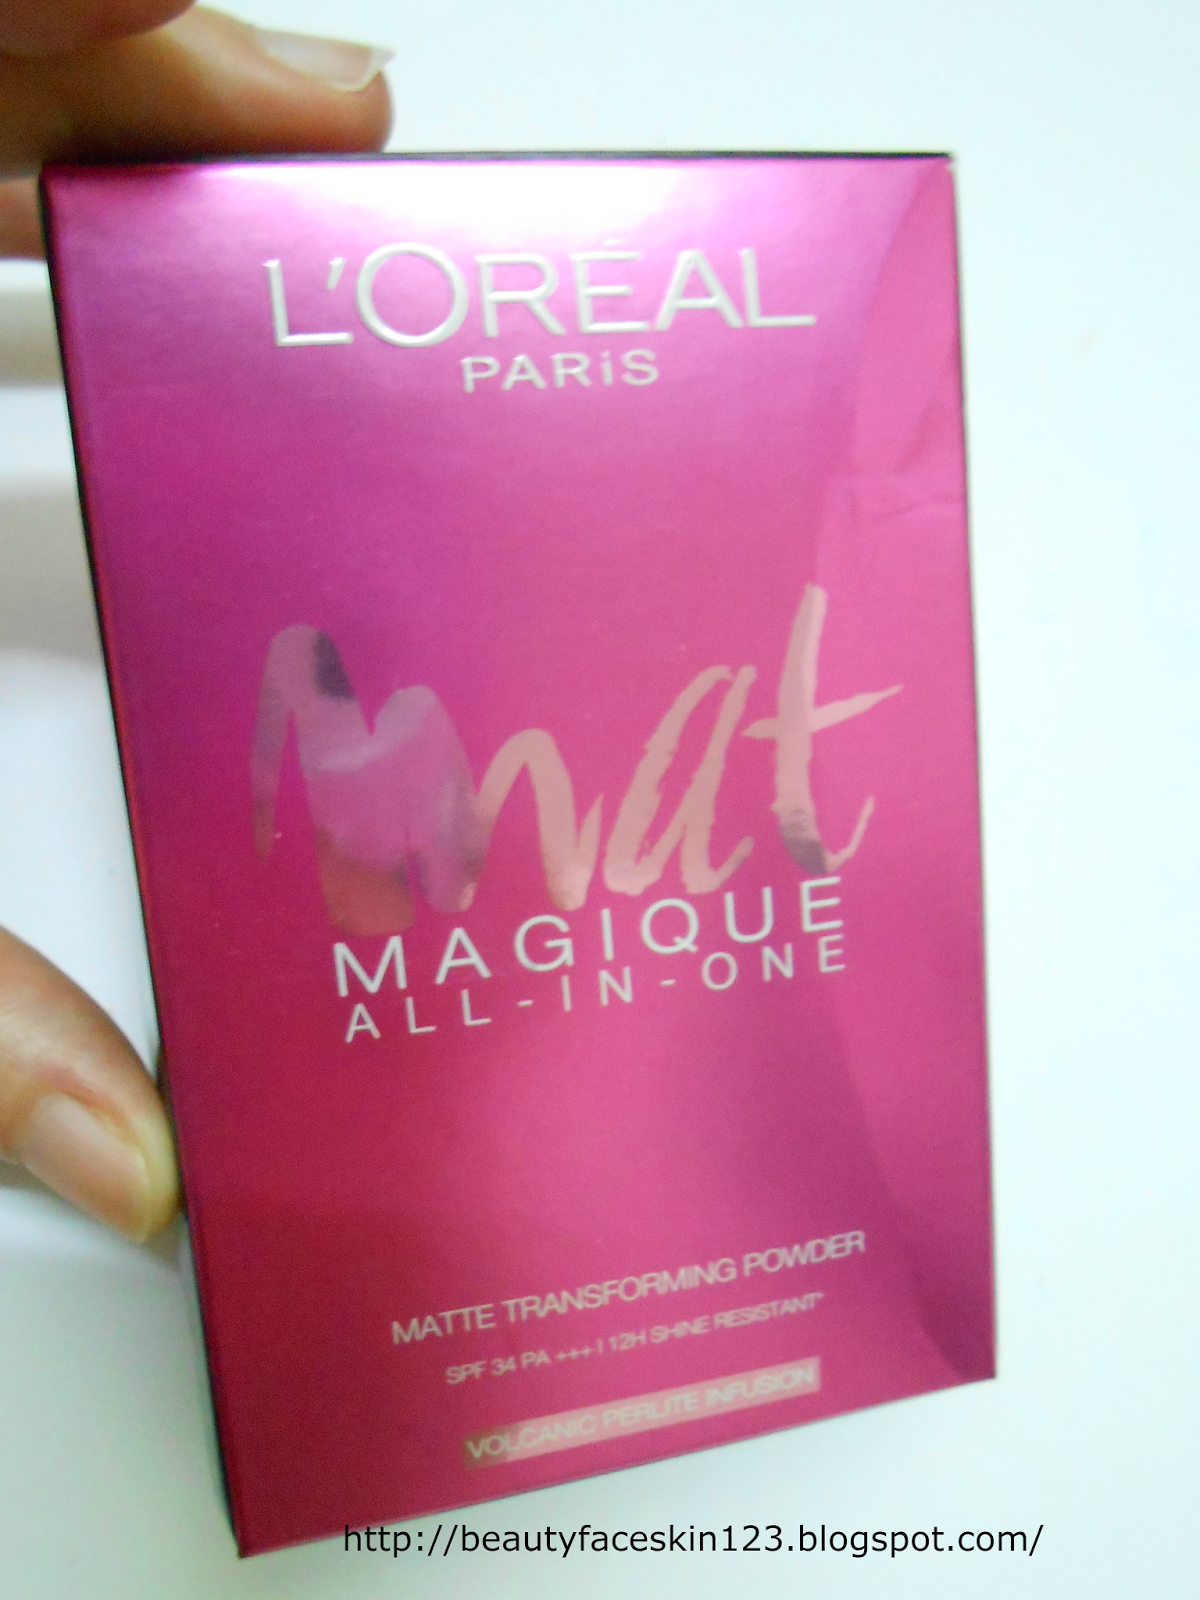 L'ORÉAL
PARiS
Mat
MAGIQUE
ALL-IN-ONE
MATTE TRANSFORMING POWDER
SPF 34 PA +++ | 12H SHINE RESISTANT*
VOLCANIC PERLITE INFUSION
http://beautyfaceskin123.blogspot.com/